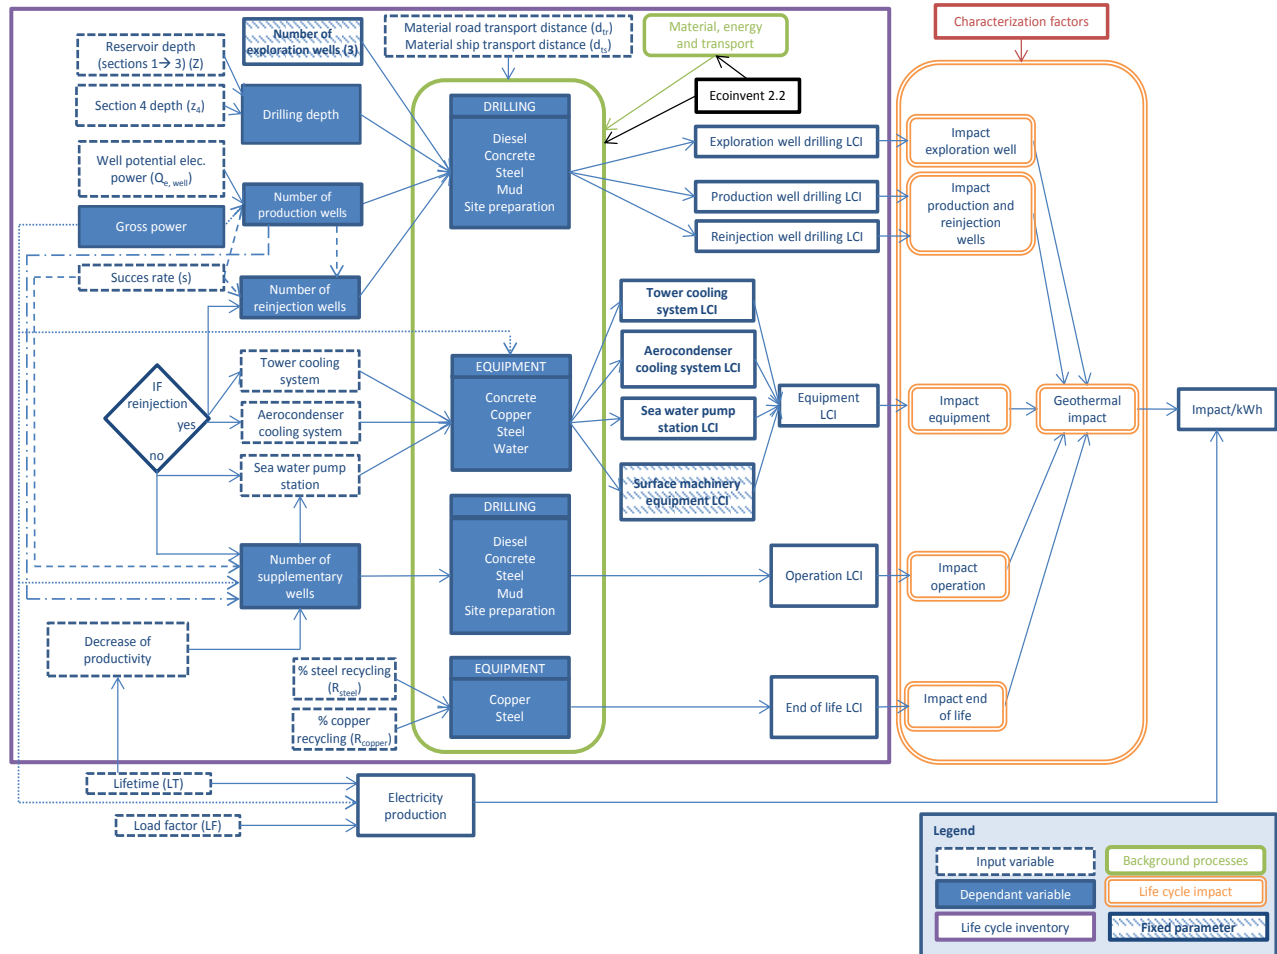 Number of
exploration wells (3)
Material road transport distance (dtr)
Material ship transport distance (dts)
Material, energy
and transport
Characterization factors
Reservoir depth
(sections 1→ 3) (Z)
Section 4 depth (z4)
Drilling depth
Ecoinvent 2.2
DRILLING
Diesel
Concrete
Steel
Mud
Site preparation
Well potential elec.
power (Qe, well)
Gross power
Number of
production wells
Succes rate (s)
Number of
reinjection wells
Exploration well drilling LCI
Production well drilling LCI
Reinjection well drilling LCI
Impact
exploration well
Impact
production and
reinjection
wells
IF
reinjection
yes
no
Tower cooling
system
Aerocondenser
cooling system
Sea water pump
station
EQUIPMENT
Concrete
Copper
Steel
Water
Tower cooling
system LCI
Aerocondenser
cooling system LCI
Sea water pump
station LCI
Surface machinery
equipment LCI
Equipment
LCI
Impact
equipment
Geothermal
impact
Impact/kWh
Number of
supplementary
wells
DRILLING
Diesel
Concrete
Steel
Mud
Site preparation
Operation LCI
Impact
operation
Decrease of
productivity
% steel recycling
(Rsteel)
% copper
recycling (Rcopper)
EQUIPMENT
Copper
Steel
End of life LCI
Impact end
of life
Lifetime (LT)
Load factor (LF)
Electricity
production
Legend
Input variable
Background processes
Dependant variable
Life cycle impact
Life cycle inventory
Fixed parameter